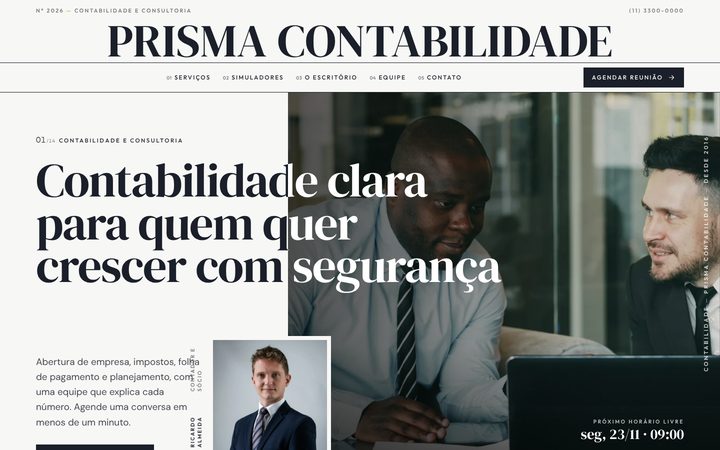 Nº 2026 — CONTABILIDADE E CONSULTORIA
(11) 3300-0000
PRISMA CONTABILIDADE
01 SERVIÇOS
02 SIMULADORES
03 O ESCRITÓRIO
04 EQUIPE
05 CONTATO
AGENDAR REUNIÃO →
01/14 CONTABILIDADE E CONSULTORIA
Contabilidade clara
para quem quer
crescer com segurança
Abertura de empresa, impostos, folha
de pagamento e planejamento, com
uma equipe que explica cada
número. Agende uma conversa em
menos de um minuto.
RICARDO
ALMEIDA
CONTADOR E
SÓCIO
CONTABILIDADE — PRISMA CONTABILIDADE — DESDE 2016
PRÓXIMO HORÁRIO LIVRE
seg, 23/11 · 09:00